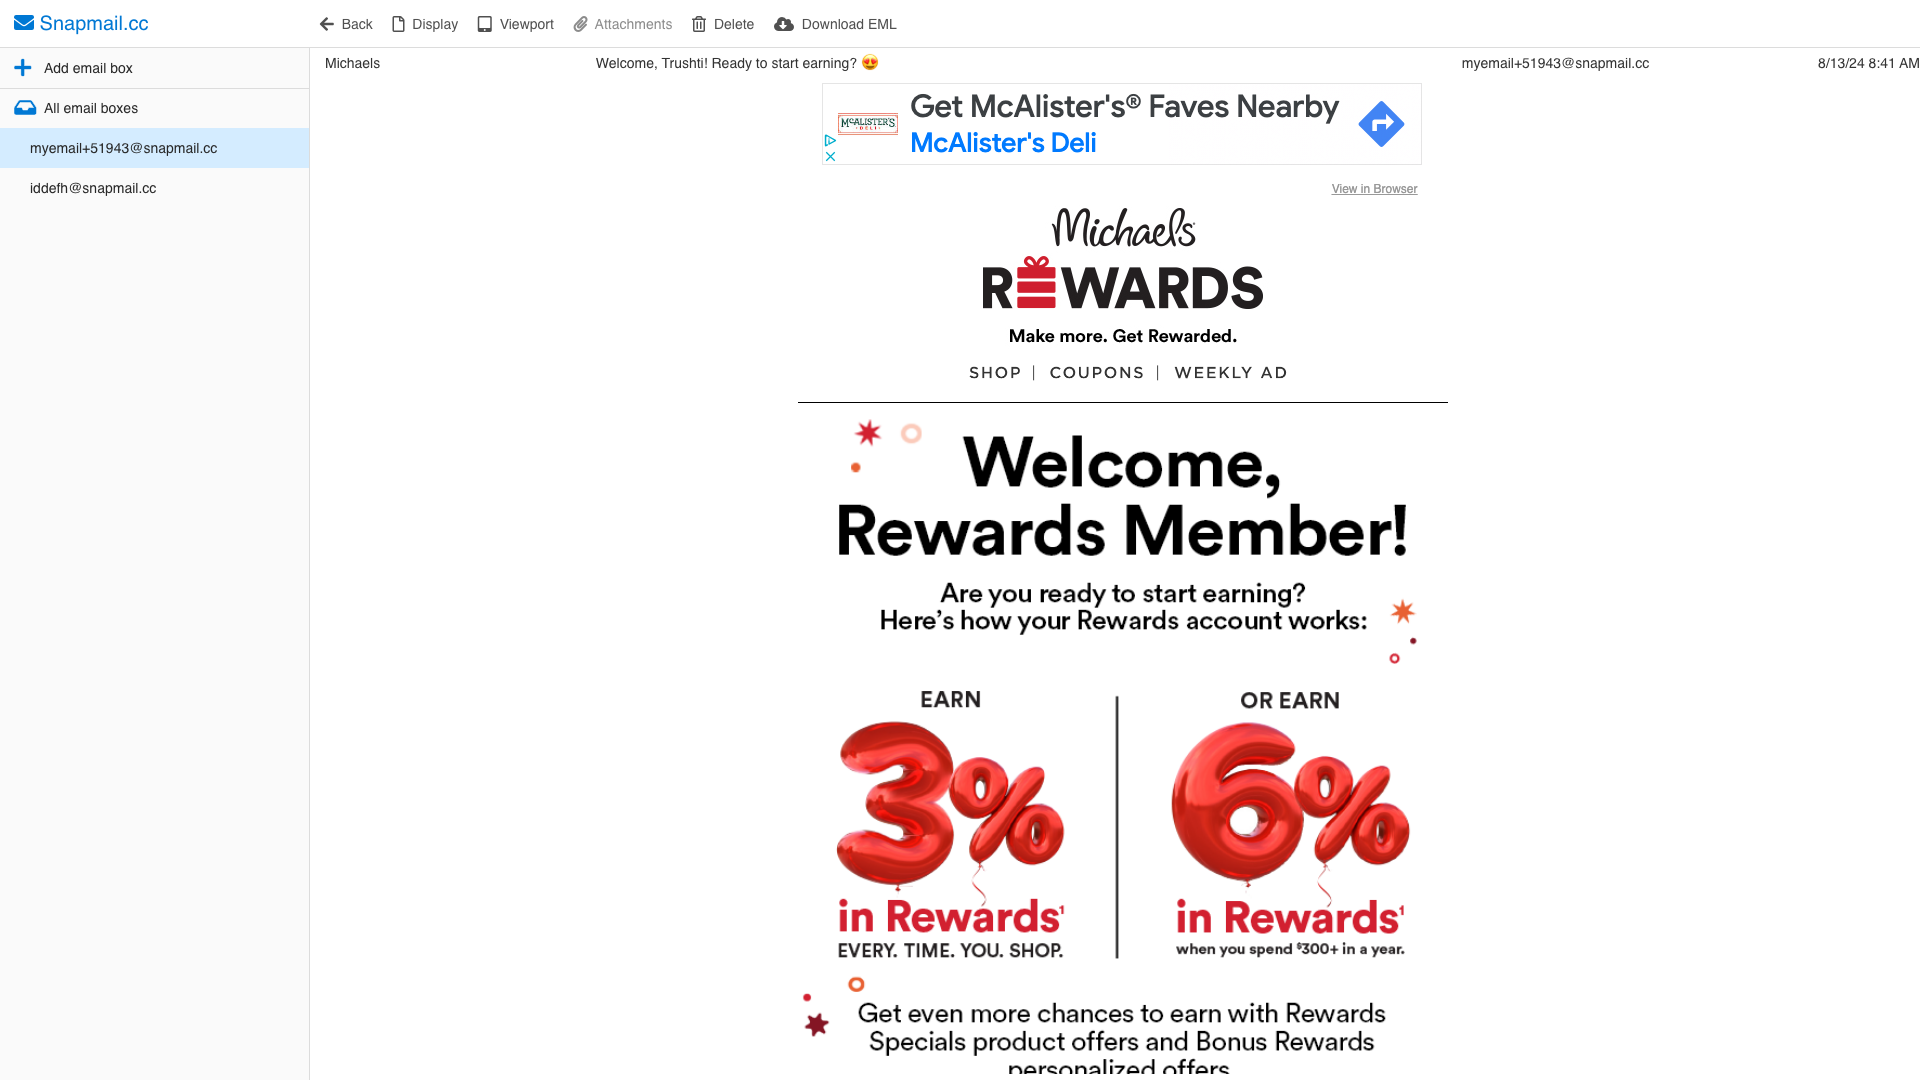 Snapmail.cc
Back Display Viewport Attachments Delete Download EML
Add email box
All email boxes
myemail+51943@snapmail.cc
iddefh@snapmail.cc
Michaels Welcome, Trushti! Ready to start earning? 😍 myemail+51943@snapmail.cc 8/13/24 8:41 AM
McALISTER'S
DELI
Get McAlister's® Faves Nearby
McAlister's Deli
View in Browser
Michaels
REWARDS
Make more. Get Rewarded.
SHOP | COUPONS | WEEKLY AD
Welcome,
Rewards Member!
Are you ready to start earning?
Here's how your Rewards account works:
EARN
3%
in Rewards¹
EVERY. TIME. YOU. SHOP.
OR EARN
6%
in Rewards¹
when you spend $300+ in a year.
Get even more chances to earn with Rewards
Specials product offers and Bonus Rewards
personalized offers